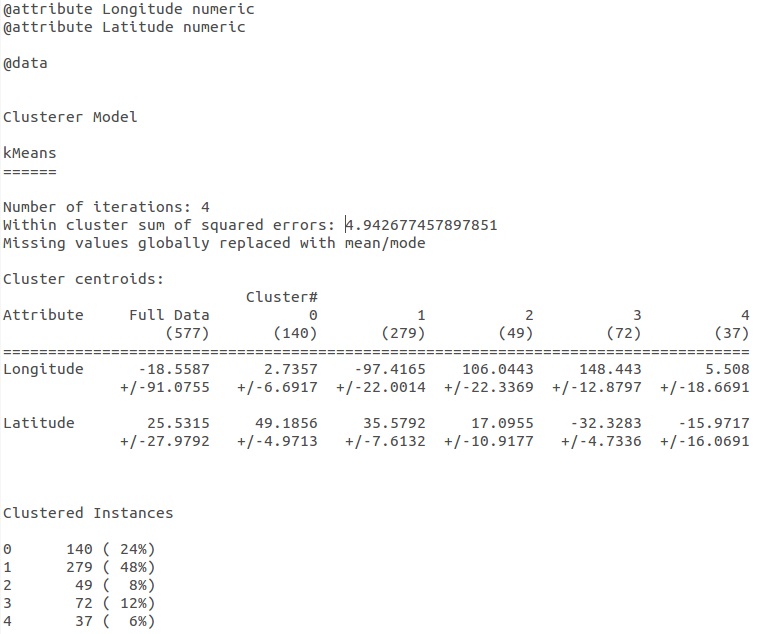 @attribute Longitude numeric
@attribute Latitude numeric
@data
Clusterer Model
kMeans
======
Number of iterations: 4
Within cluster sum of squared errors: 4.942677457897851
Missing values globally replaced with mean/mode
Cluster centroids:
                           Cluster#
Attribute     Full Data           0           1           2           3           4
                  (577)       (140)       (279)        (49)        (72)        (37)
===================================================================================
Longitude      -18.5587      2.7357    -97.4165    106.0443     148.443       5.508
             +/-91.0755   +/-6.6917  +/-22.0014  +/-22.3369  +/-12.8797  +/-18.6691
Latitude        25.5315     49.1856     35.5792     17.0955    -32.3283    -15.9717
             +/-27.9792   +/-4.9713   +/-7.6132  +/-10.9177   +/-4.7336  +/-16.0691
Clustered Instances
0      140 ( 24%)
1      279 ( 48%)
2       49 (  8%)
3       72 ( 12%)
4       37 (  6%)